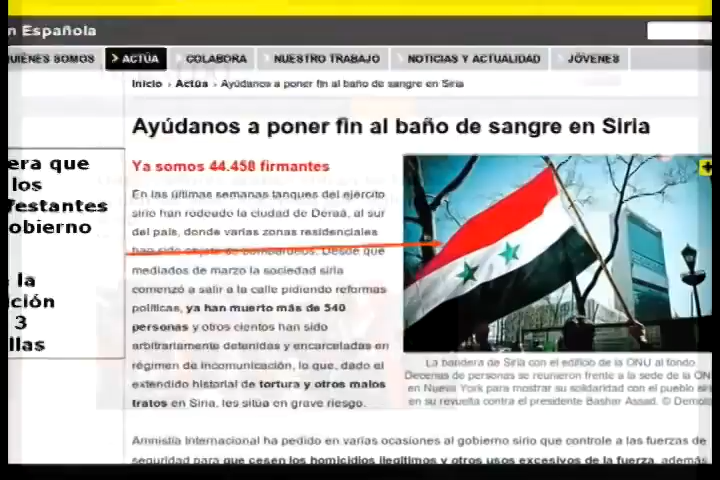 n Española
QUIÉNES SOMOS > ACTÚA > COLABORA > NUESTRO TRABAJO > NOTICIAS Y ACTUALIDAD > JÓVENES
Inicio > Actúa > Ayúdanos a poner fin al baño de sangre en Siria
Ayúdanos a poner fin al baño de sangre en Siria
era que
los
festantes
obierno
la
ción
3
llas
Ya somos 44.458 firmantes
En las últimas semanas tanques del ejército
sirio han rodeado la ciudad de Deraá, al sur
del país, donde varias zonas residenciales
han sido objeto de bombardeos. Desde que
mediados de marzo la sociedad siria
comenzó a salir a la calle pidiendo reformas
políticas, ya han muerto más de 540
personas y otros cientos han sido
arbitrariamente detenidas y encarceladas en
régimen de incomunicación, lo que, dado el
extendido historial de tortura y otros malos
tratos en Siria, les sitúa en grave riesgo.
La bandera de Siria con el edificio de la ONU al fondo.
Decenas de personas se reunieron frente a la sede de la ON
en Nueva York para mostrar su solidaridad con el pueblo siri
en su revuelta contra el presidente Bashar Assad. © Demoti
Amnistía Internacional ha pedido en varias ocasiones al gobierno sirio que controle a las fuerzas de
seguridad para que cesen los homicidios ilegítimos y otros usos excesivos de la fuerza, además